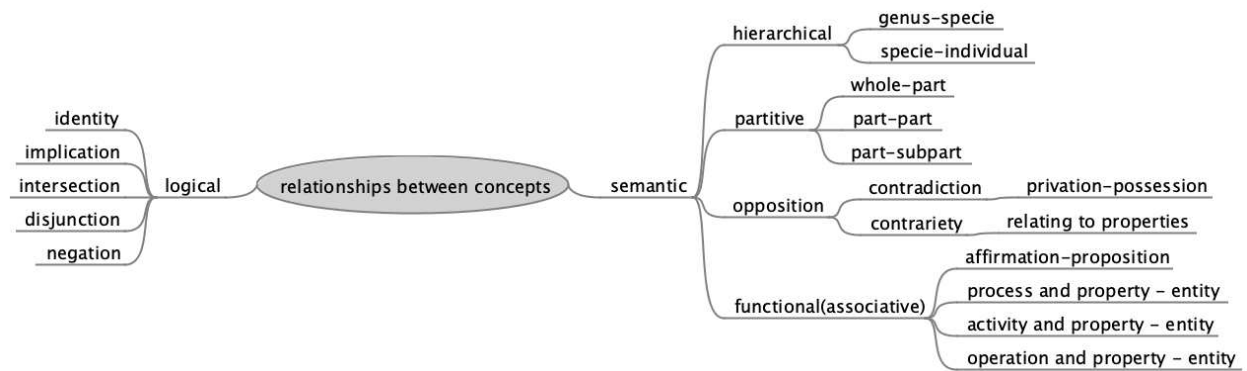 relationships between concepts
logical
identity
implication
intersection
disjunction
negation
semantic
hierarchical
genus–specie
specie–individual
partitive
whole–part
part–part
part–subpart
opposition
contradiction
privation–possession
contrariety
relating to properties
functional(associative)
affirmation–proposition
process and property – entity
activity and property – entity
operation and property – entity